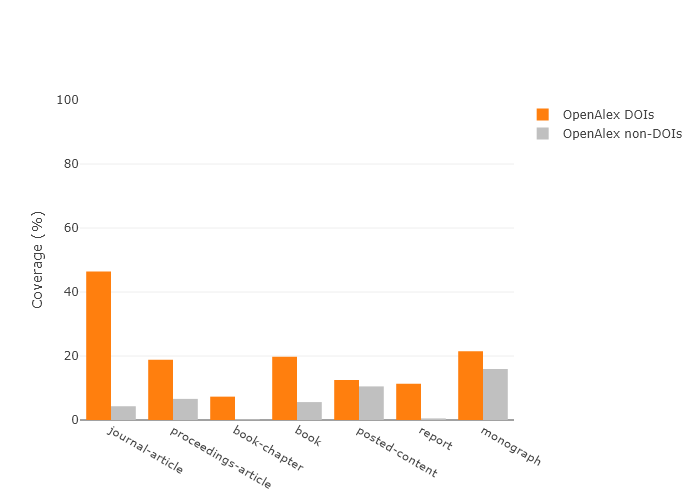 100
80
60
40
20
0
Coverage (%)
journal-article
proceedings-article
book-chapter
book
posted-content
report
monograph
OpenAlex DOIs
OpenAlex non-DOIs